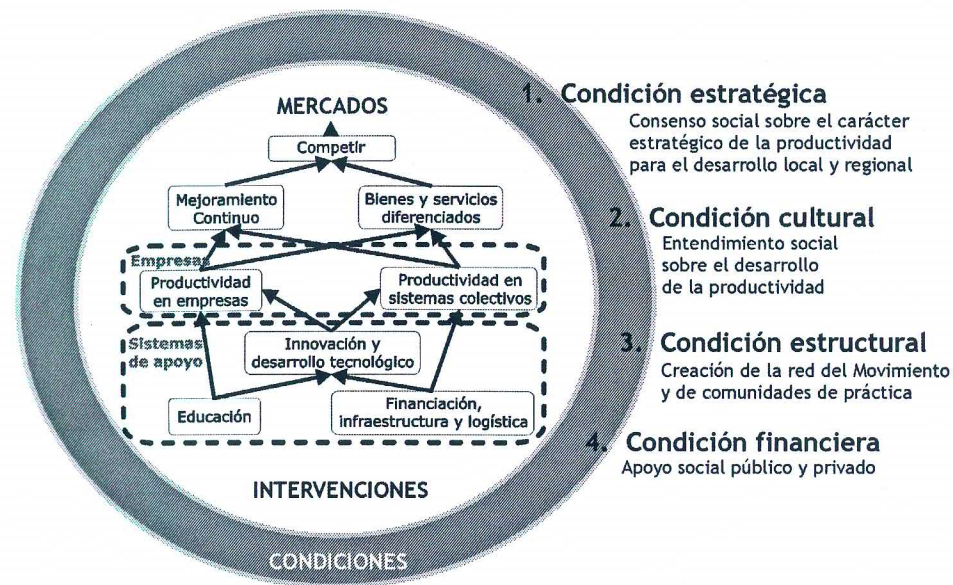 MERCADOS
Competir
Mejoramiento
Continuo
Bienes y servicios
diferenciados
Empresas
Productividad
en empresas
Productividad en
sistemas colectivos
Sistemas
de apoyo
Innovación y
desarrollo tecnológico
Educación
Financiación,
infraestructura y logística
INTERVENCIONES
CONDICIONES
1. Condición estratégica
Consenso social sobre el carácter
estratégico de la productividad
para el desarrollo local y regional
2. Condición cultural
Entendimiento social
sobre el desarrollo
de la productividad
3. Condición estructural
Creación de la red del Movimiento
y de comunidades de práctica
4. Condición financiera
Apoyo social público y privado